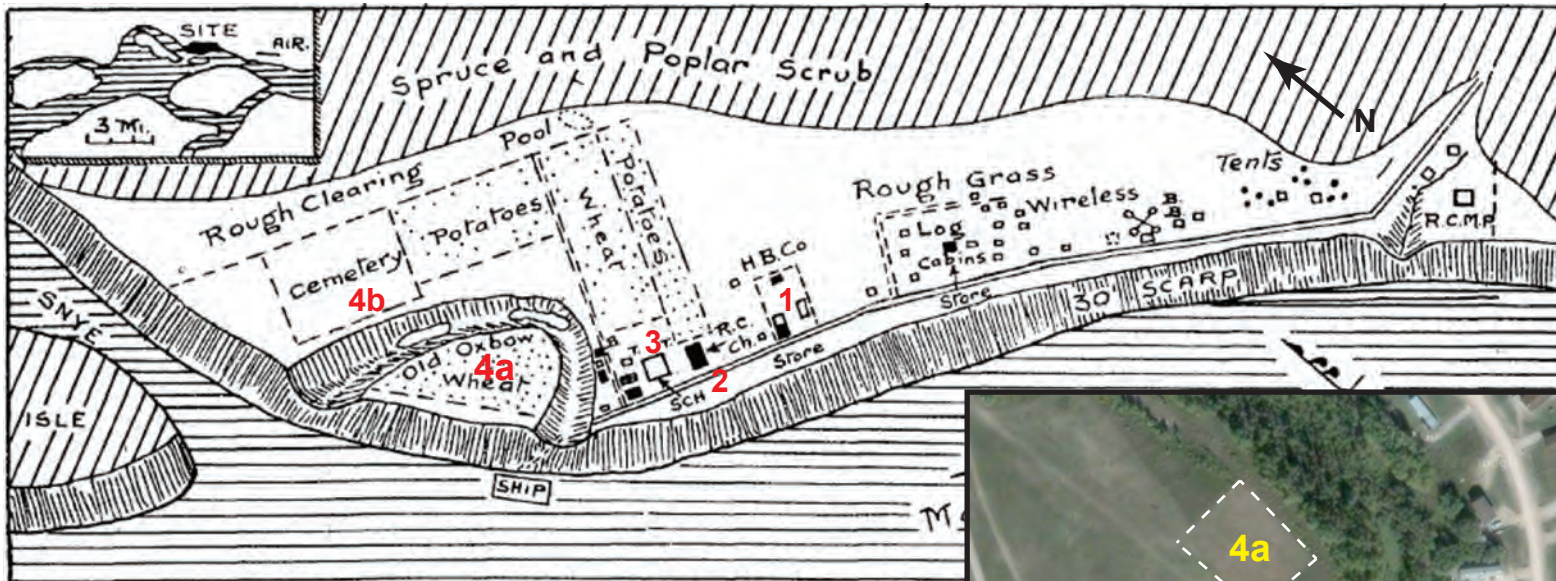 SITE
AIR.
3 Mi.
Spruce and Poplar Scrub
N
Rough Clearing
Pool
Potatoes
Wheat
Potatoes
Cemetery
4b
Rough Grass
Wireless
Tents
B.
B.
R.C.M.P.
Log
Cabins
Store
30' SCARP
H.B.Co
1
R.C.
Ch.
Store
3
2
SCH
B
Old Oxbow
4a
Wheat
SNYE
ISLE
SHIP
4a